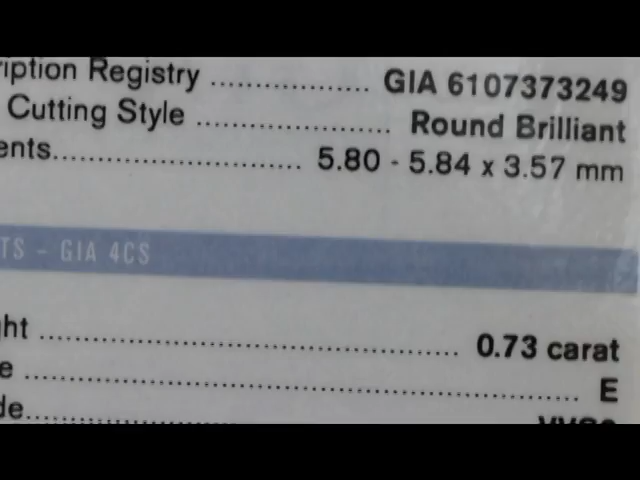 ription Registry .................. GIA 6107373249
Cutting Style ...................... Round Brilliant
ents............................ 5.80 - 5.84 x 3.57 mm
TS - GIA 4CS
ght ................................................ 0.73 carat
e ............................................................... E
de........................